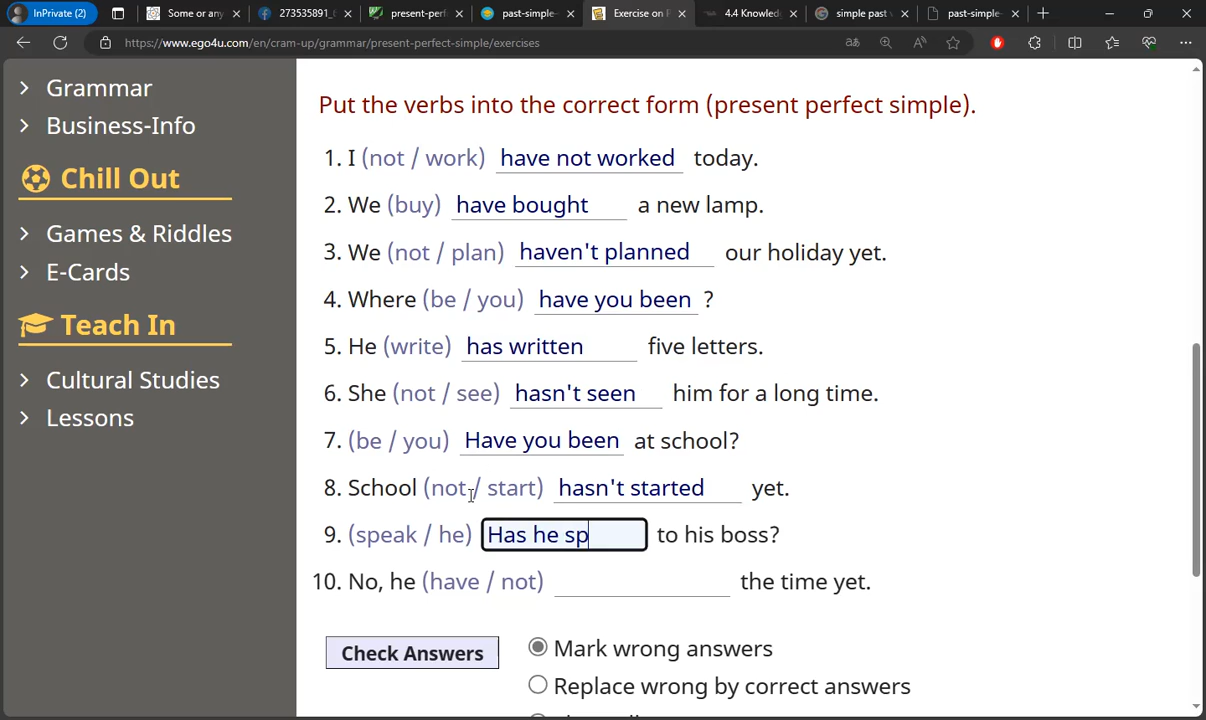 InPrivate (2) Some or any 273535891_ present-perf past-simple- Exercise on P 4.4 Knowled simple past v past-simple-
https://www.ego4u.com/en/cram-up/grammar/present-perfect-simple/exercises
Grammar
Business-Info
Chill Out
Games & Riddles
E-Cards
Teach In
Cultural Studies
Lessons
Put the verbs into the correct form (present perfect simple).
1. I (not / work) have not worked today.
2. We (buy) have bought a new lamp.
3. We (not / plan) haven't planned our holiday yet.
4. Where (be / you) have you been ?
5. He (write) has written five letters.
6. She (not / see) hasn't seen him for a long time.
7. (be / you) Have you been at school?
8. School (not / start) hasn't started yet.
9. (speak / he) Has he sp to his boss?
10. No, he (have / not) the time yet.
Check Answers
Mark wrong answers
Replace wrong by correct answers